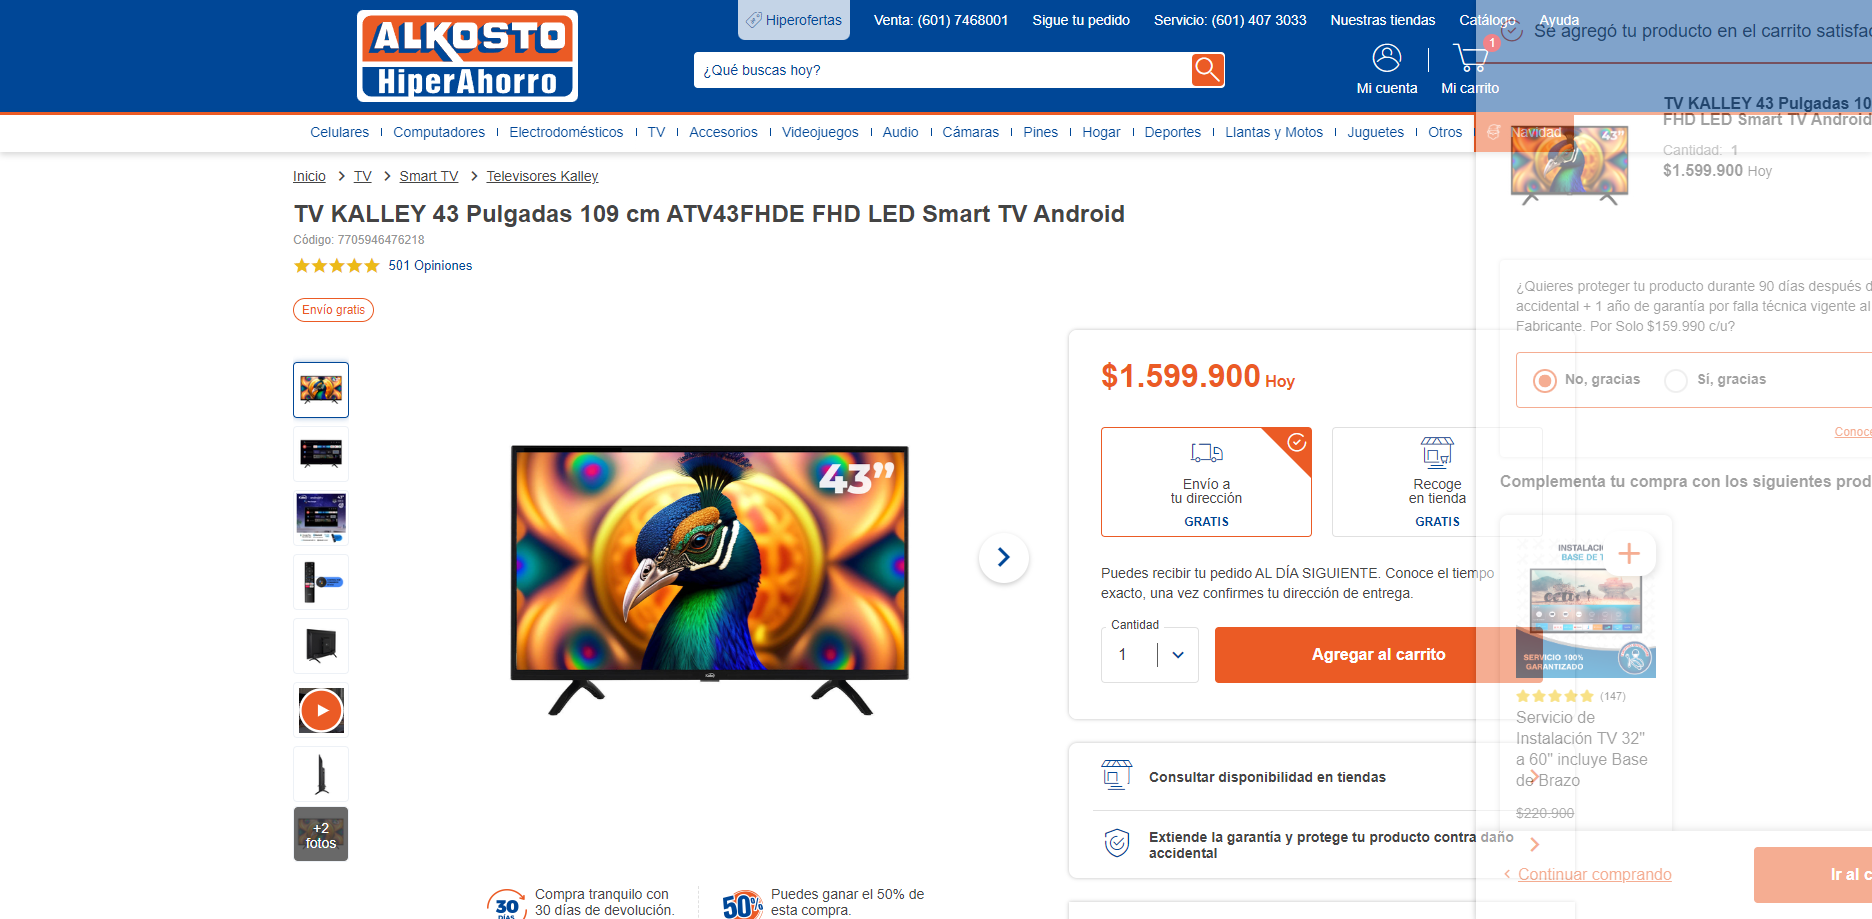 ALKOSTO
HiperAhorro
Hiperofertas
Venta: (601) 7468001
Sigue tu pedido
Servicio: (601) 407 3033
Nuestras tiendas
Catálogo
Ayuda
¿Qué buscas hoy?
Mi cuenta
1
Mi carrito
Celulares
Computadores
Electrodomésticos
TV
Accesorios
Videojuegos
Audio
Cámaras
Pines
Hogar
Deportes
Llantas y Motos
Juguetes
Otros
Navidad
Inicio > TV > Smart TV > Televisores Kalley
TV KALLEY 43 Pulgadas 109 cm ATV43FHDE FHD LED Smart TV Android
Código: 7705946476218
501 Opiniones
Envío gratis
+2
fotos
43”
$1.599.900 Hoy
Envío a
tu dirección
GRATIS
Recoge
en tienda
GRATIS
Puedes recibir tu pedido AL DÍA SIGUIENTE. Conoce el tiempo
exacto, una vez confirmes tu dirección de entrega.
Cantidad
1
Agregar al carrito
Consultar disponibilidad en tiendas
Extiende la garantía y protege tu producto contra daño
accidental
30
DÍAS
Compra tranquilo con
30 días de devolución.
50%
Puedes ganar el 50% de
esta compra.
Se agregó tu producto en el carrito satisfac
TV KALLEY 43 Pulgadas 10
FHD LED Smart TV Android
43”
Cantidad: 1
$1.599.900 Hoy
¿Quieres proteger tu producto durante 90 días después d
accidental + 1 año de garantía por falla técnica vigente al
Fabricante. Por Solo $159.990 c/u?
No, gracias
Sí, gracias
Conoce
Complementa tu compra con los siguientes prod
INSTALACI
BASE DE T
SERVICIO 100%
GARANTIZADO
(147)
Servicio de
Instalación TV 32"
a 60" incluye Base
de Brazo
$220.900
Continuar comprando
Ir al c